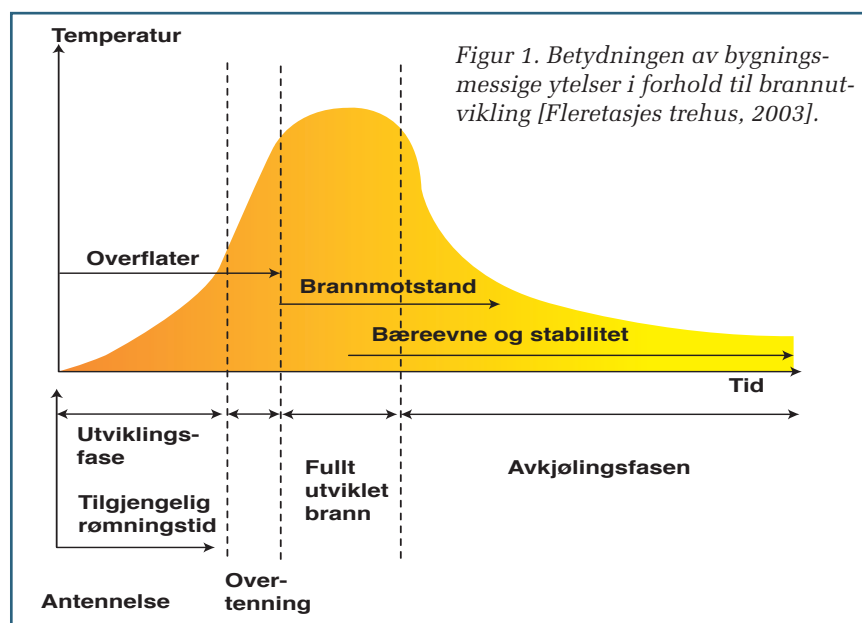 Temperatur
Figur 1. Betydningen av bygnings-
messige ytelser i forhold til brannut-
vikling [Fleretasjes trehus, 2003].
Overflater
Brannmotstand
Bæreevne og stabilitet
Tid
Utviklings-
fase
Tilgjengelig
rømningstid
Fullt
utviklet
brann
Avkjølingsfasen
Antennelse
Over-
tenning